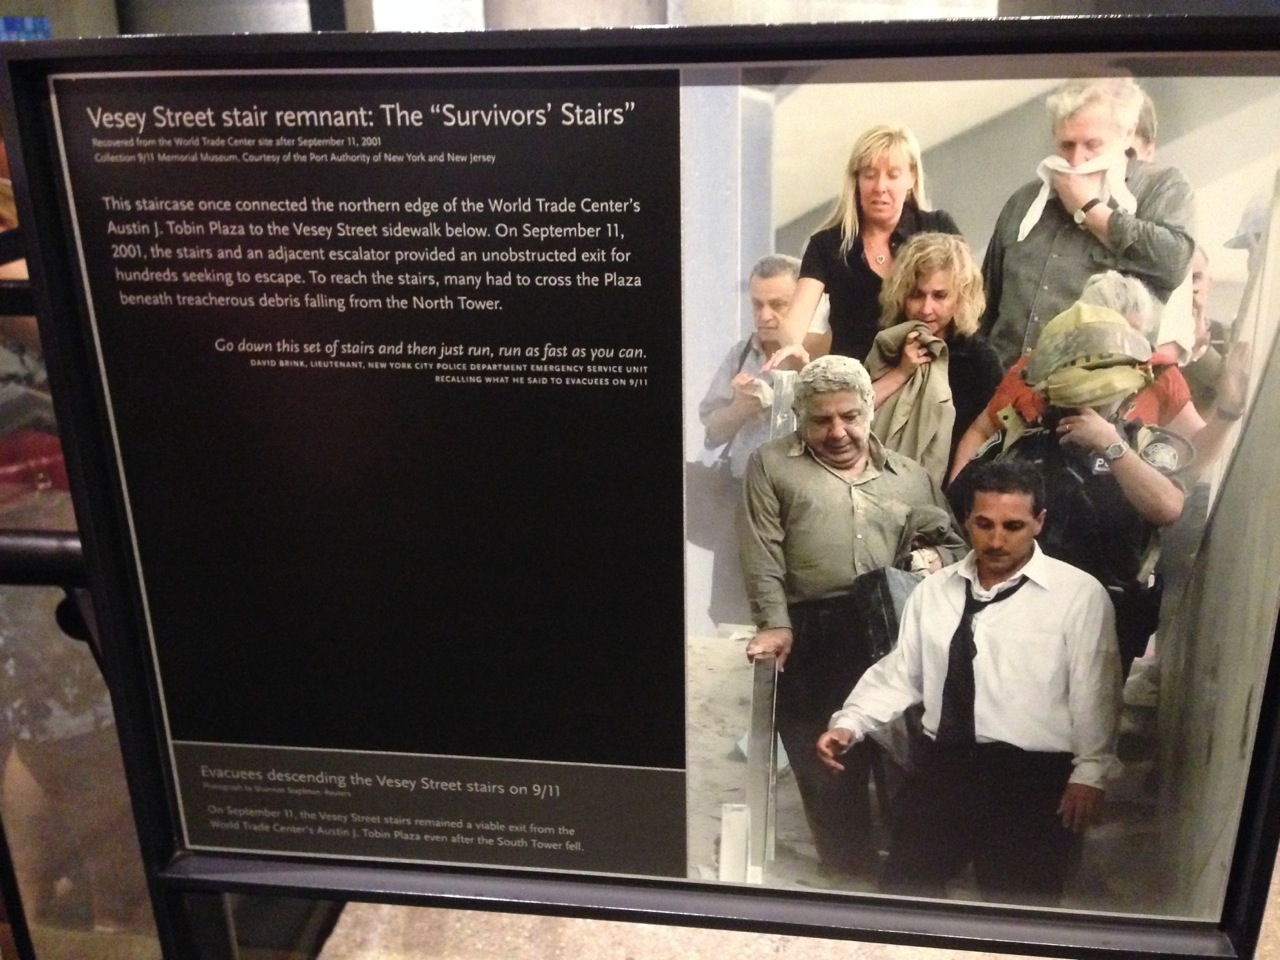 Vesey Street stair remnant: The “Survivors’ Stairs”
Recovered from the World Trade Center site after September 11, 2001
Collection 9/11 Memorial Museum, Courtesy of the Port Authority of New York and New Jersey
This staircase once connected the northern edge of the World Trade Center’s
Austin J. Tobin Plaza to the Vesey Street sidewalk below. On September 11,
2001, the stairs and an adjacent escalator provided an unobstructed exit for
hundreds seeking to escape. To reach the stairs, many had to cross the Plaza
beneath treacherous debris falling from the North Tower.
Go down this set of stairs and then just run, run as fast as you can.
DAVID BRINK, LIEUTENANT, NEW YORK CITY POLICE DEPARTMENT EMERGENCY SERVICE UNIT
RECALLING WHAT HE SAID TO EVACUEES ON 9/11
Evacuees descending the Vesey Street stairs on 9/11
Photograph by Shannon Stapleton, Reuters
On September 11, the Vesey Street stairs remained a viable exit from the
World Trade Center’s Austin J. Tobin Plaza even after the South Tower fell.